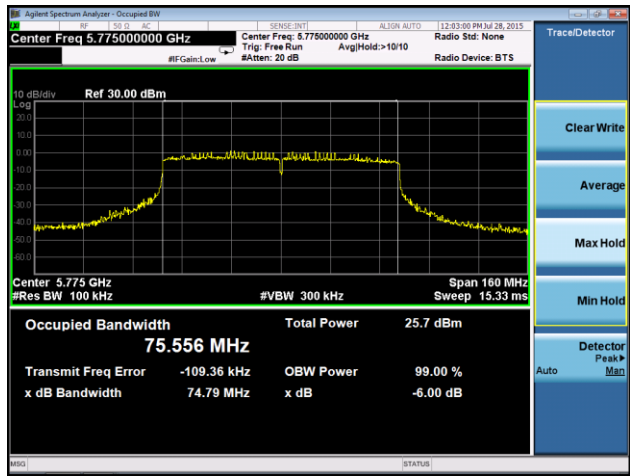 Agilent Spectrum Analyzer - Occupied BW
RF 50 Ω AC SENSE:INT ALIGN AUTO 12:03:00 PM Jul 28, 2015
Center Freq 5.775000000 GHz
Center Freq: 5.775000000 GHz
Radio Std: None
Trig: Free Run Avg|Hold:>10/10
#IFGain:Low #Atten: 20 dB Radio Device: BTS
10 dB/div Ref 30.00 dBm
Log
20.0
10.0
0.00
-10.0
-20.0
-30.0
-40.0
-50.0
-60.0
Center 5.775 GHz Span 160 MHz
#Res BW 100 kHz #VBW 300 kHz Sweep 15.33 ms
Occupied Bandwidth Total Power 25.7 dBm
75.556 MHz
Transmit Freq Error -109.36 kHz OBW Power 99.00 %
x dB Bandwidth 74.79 MHz x dB -6.00 dB
MSG STATUS
Trace/Detector
Clear Write
Average
Max Hold
Min Hold
Detector
Peak▶
Auto Man